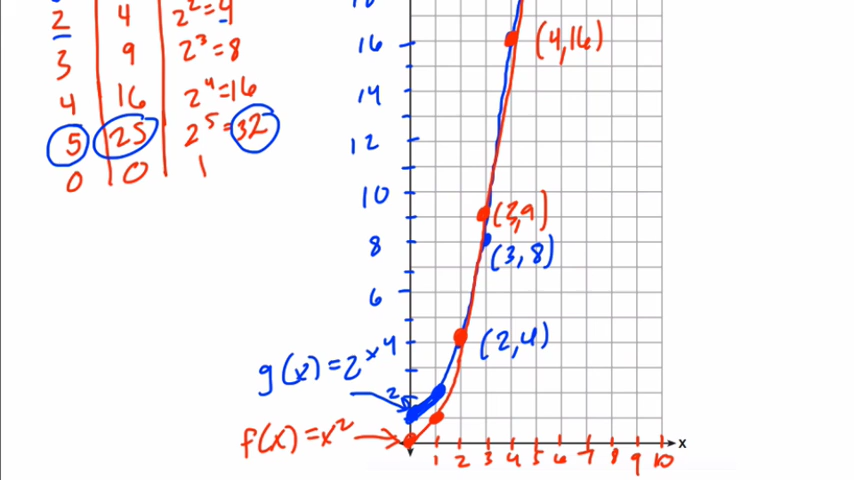 2 4 2²=4
3 9 2³=8
4 16 2⁴=16
5 25 2⁵=32
0 0 1
16
14
12
10
8
6
4
2
(4,16)
(3,9)
(3,8)
(2,4)
g(x)=2ˣ
f(x)=x²
x
1 2 3 4 5 6 7 8 9 10